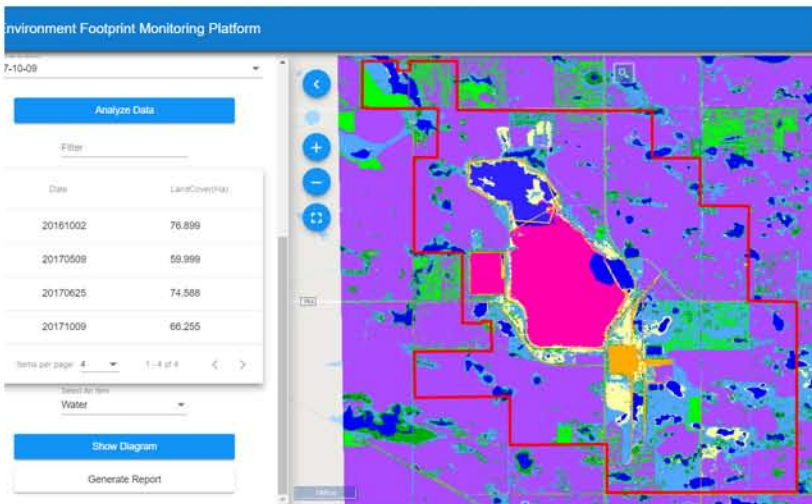 Environment Footprint Monitoring Platform
7-10-09
Analyze Data
Filter
Date LandCover(Ha)
20161002 76.899
20170509 59.999
20170625 74.588
20171009 66.255
Items per page: 4 1 - 4 of 4
Select An Item
Water
Show Diagram
Generate Report